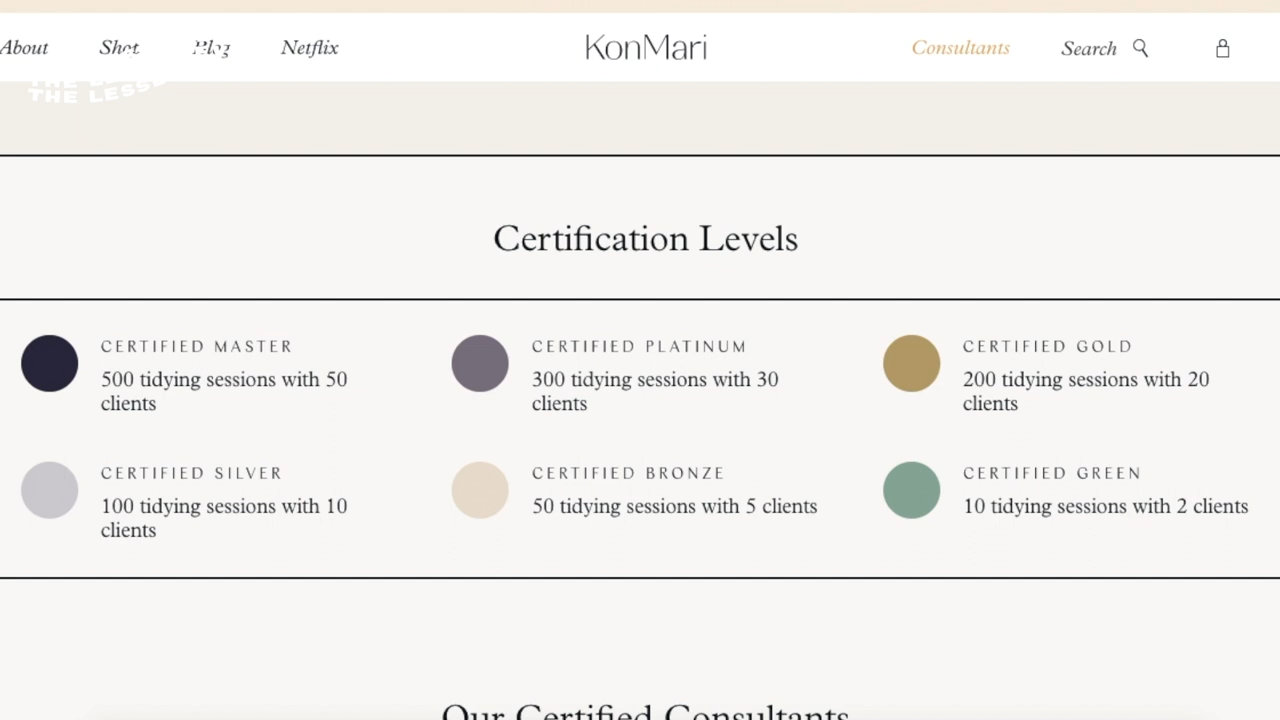 About Shop Blog Netflix KonMari Consultants Search
THE LESS
Certification Levels
CERTIFIED MASTER
500 tidying sessions with 50
clients
CERTIFIED PLATINUM
300 tidying sessions with 30
clients
CERTIFIED GOLD
200 tidying sessions with 20
clients
CERTIFIED SILVER
100 tidying sessions with 10
clients
CERTIFIED BRONZE
50 tidying sessions with 5 clients
CERTIFIED GREEN
10 tidying sessions with 2 clients
Our Certified Consultants